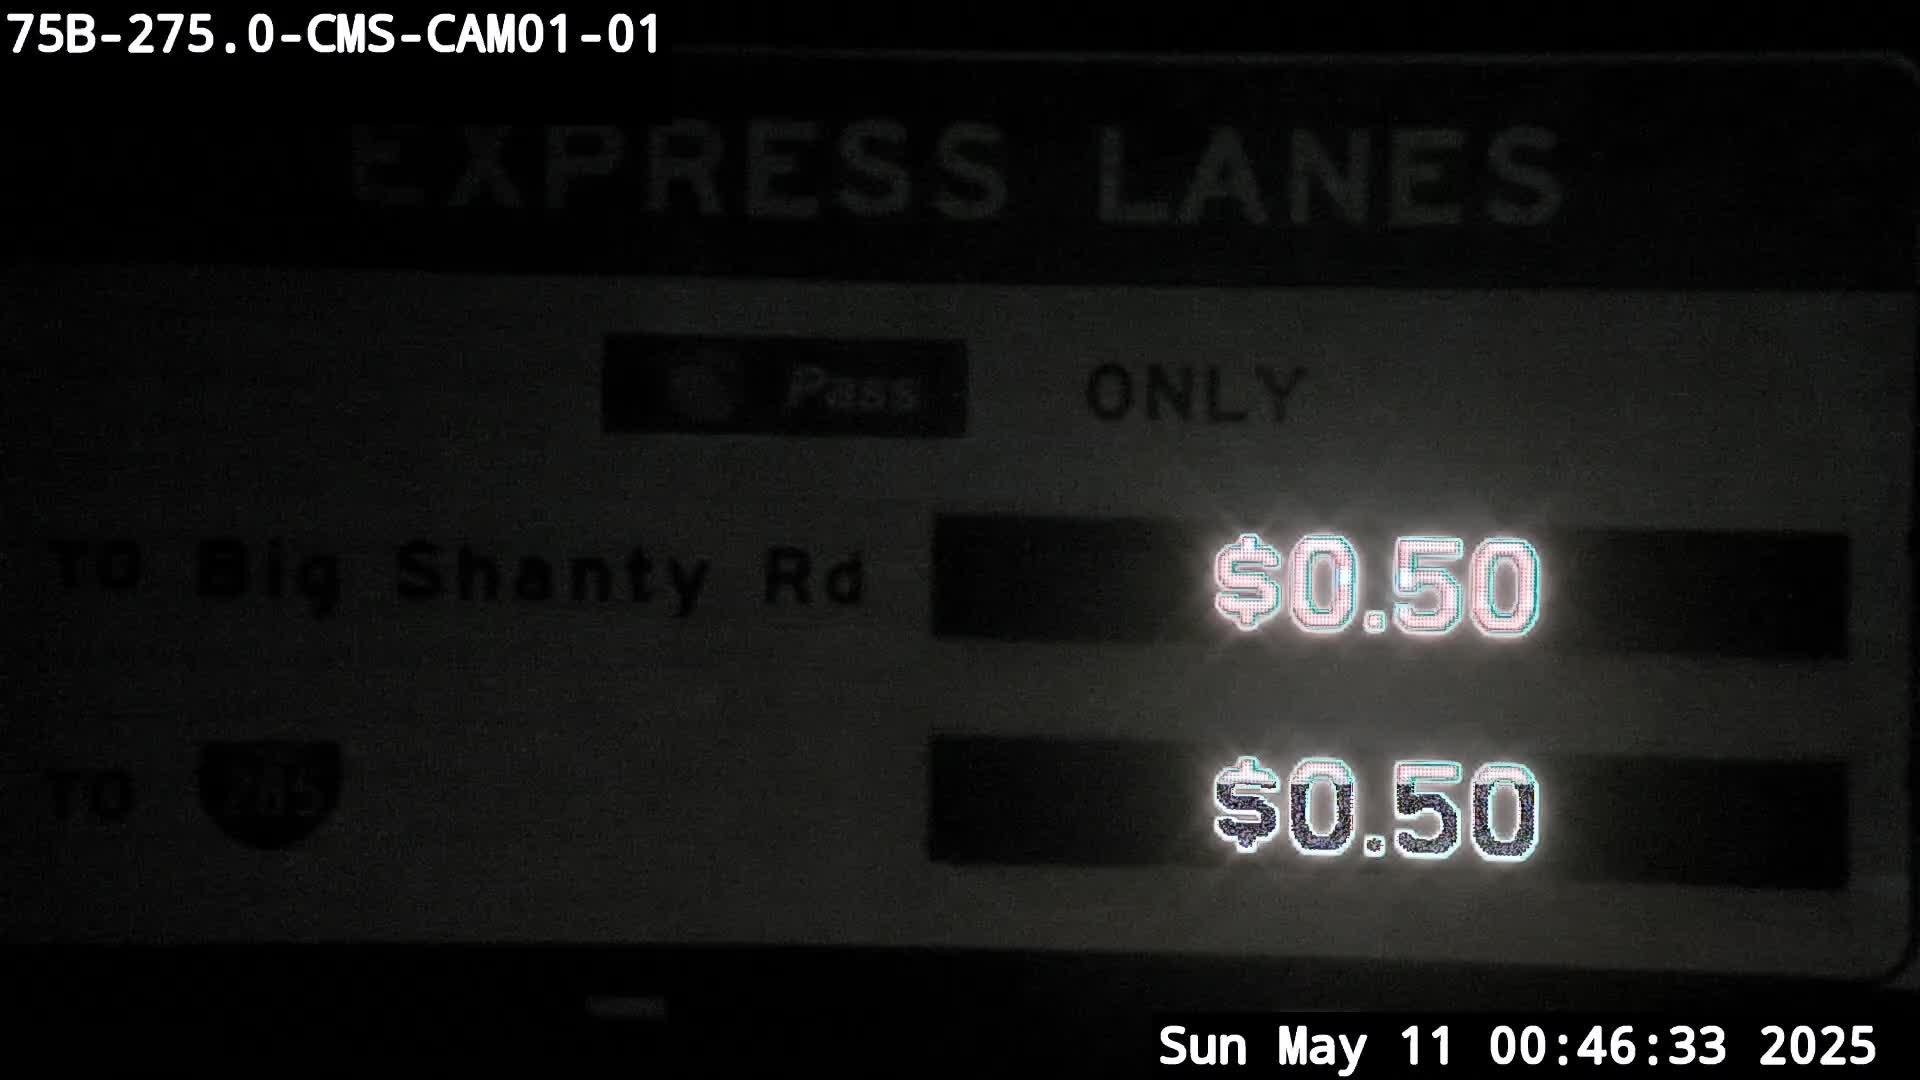 75B-275.0-CMS-CAM01-01
EXPRESS LANES
Pass ONLY
TO Big Shanty Rd $0.50
TO 285 $0.50
Sun May 11 00:46:33 2025